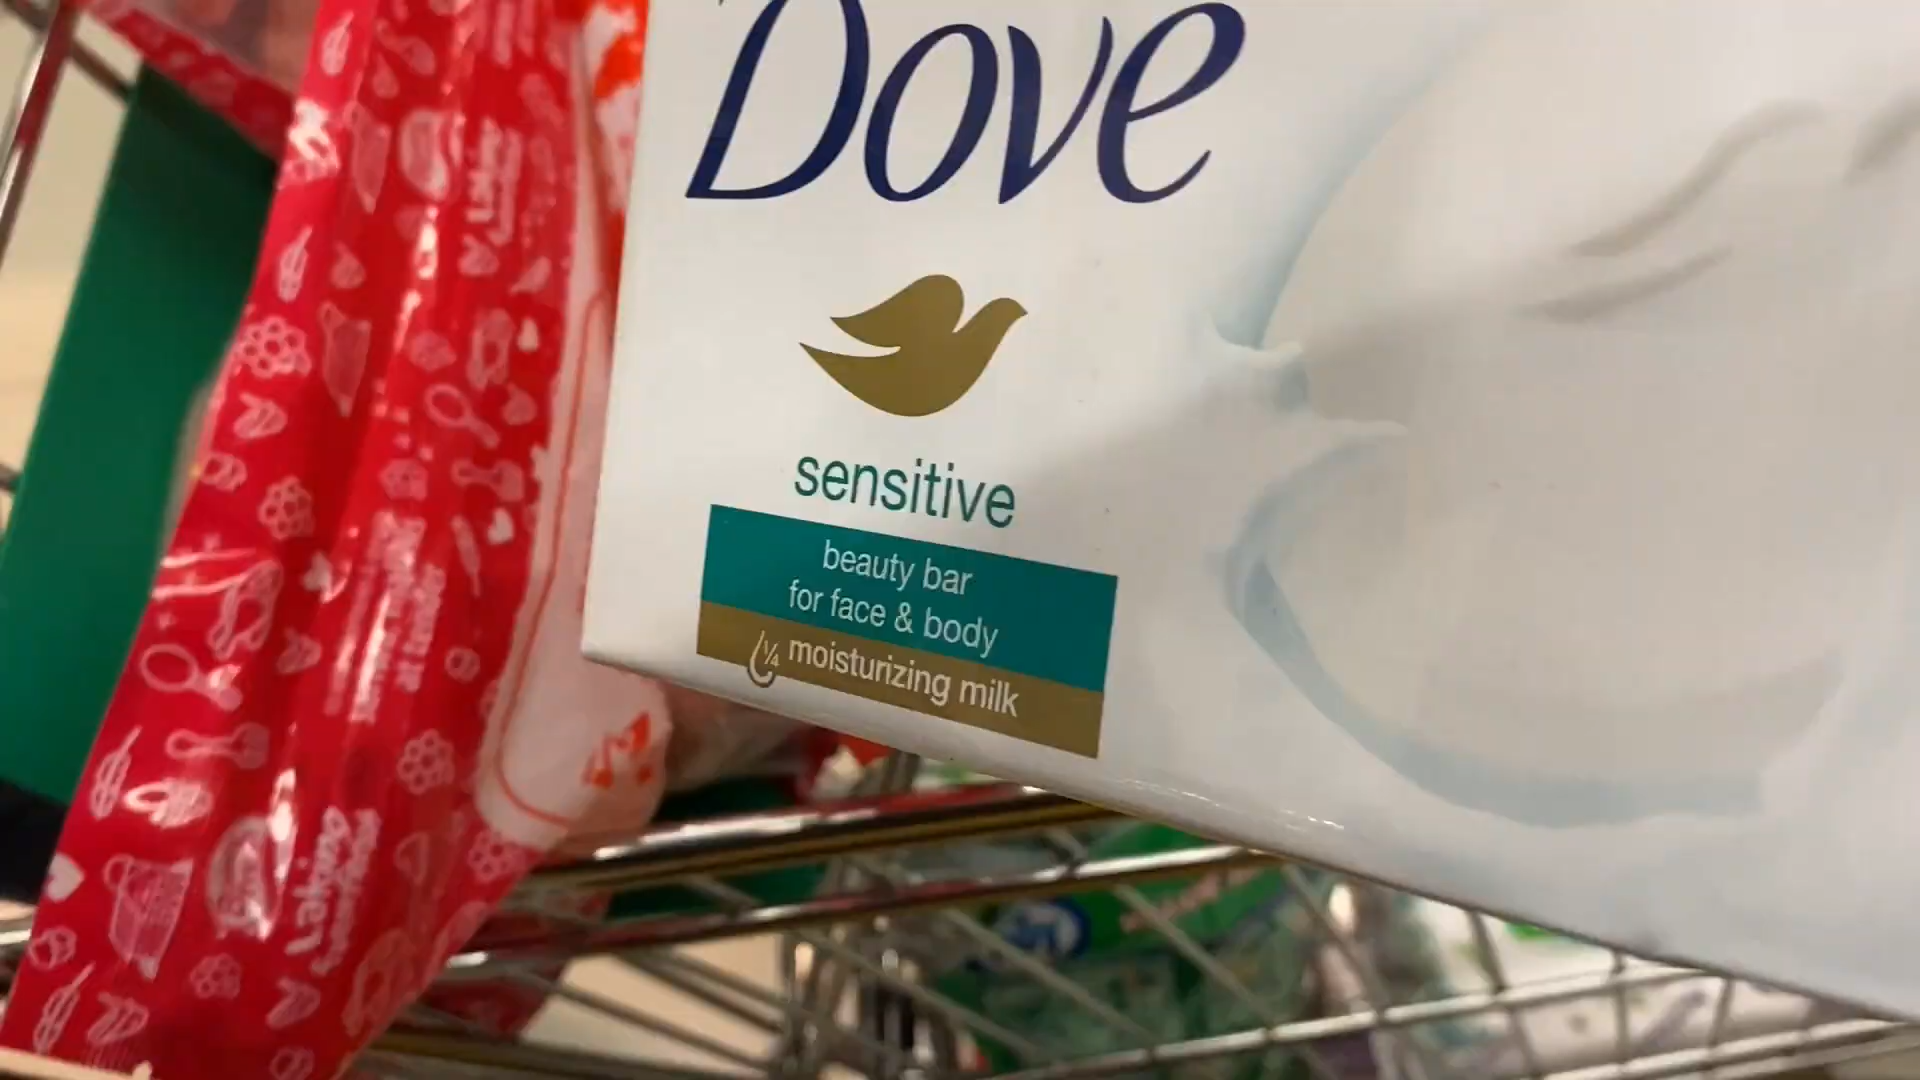 Dove
sensitive
beauty bar
for face & body
¼ moisturizing milk